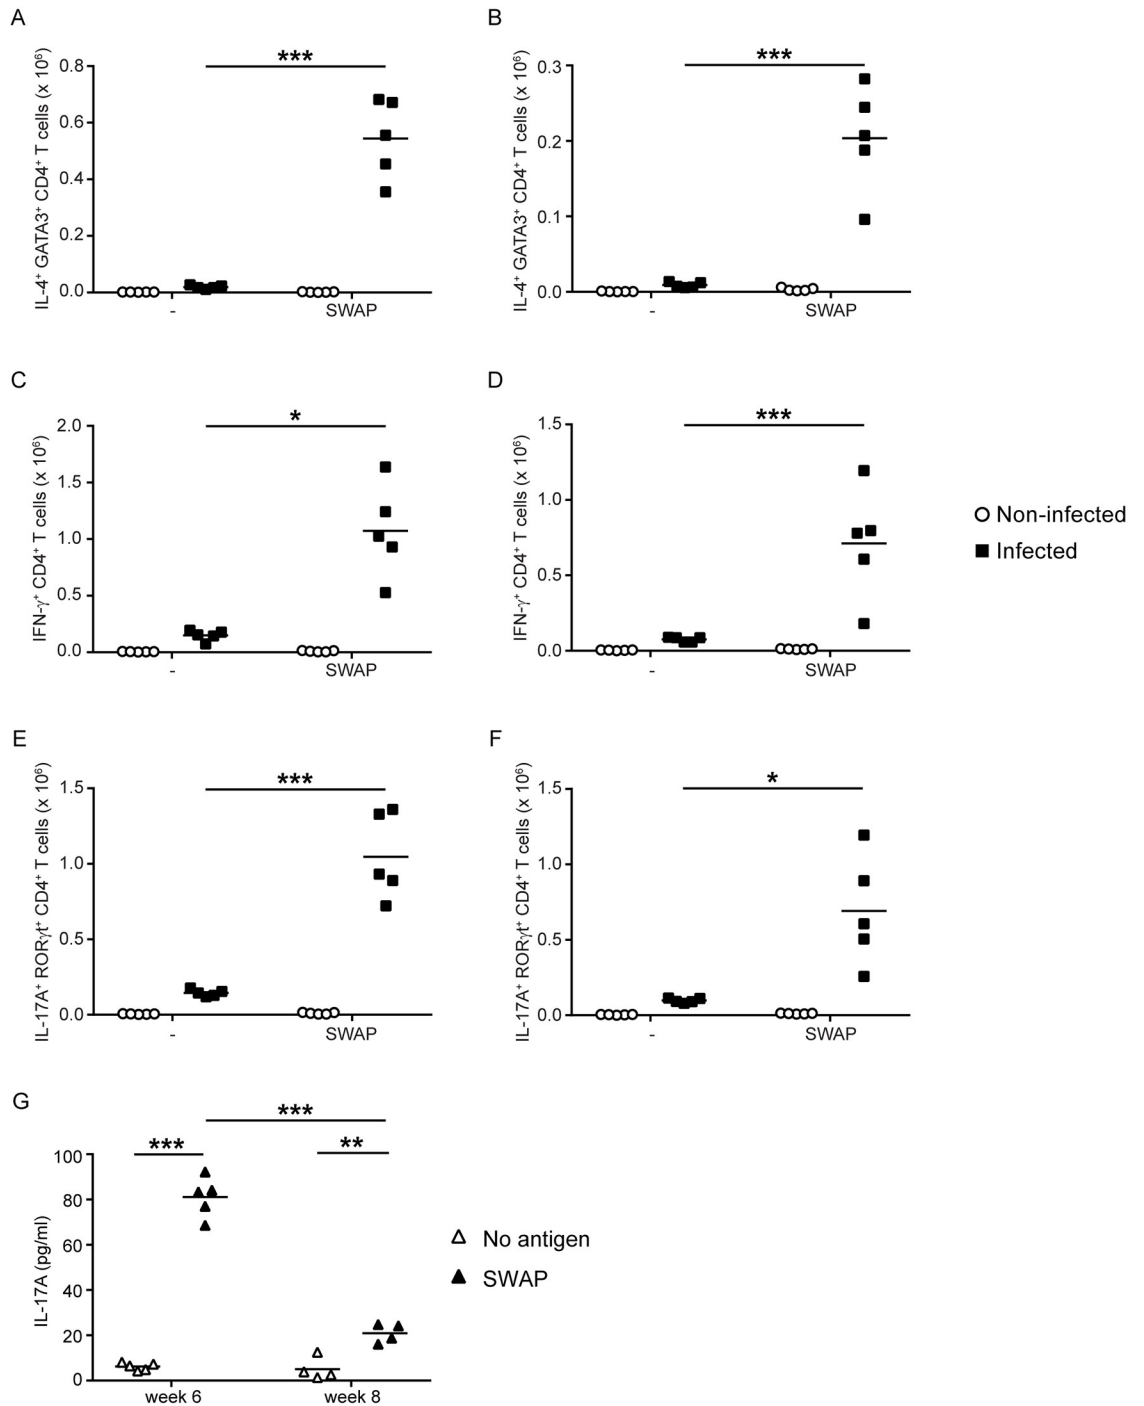 A
B
IL-4⁺ GATA3⁺ CD4⁺ T cells (x 10⁶)
0.8
0.6
0.4
0.2
0.0
***
-
SWAP
IL-4⁺ GATA3⁺ CD4⁺ T cells (x 10⁶)
0.3
0.2
0.1
0.0
***
-
SWAP
C
D
IFN-γ⁺ CD4⁺ T cells (x 10⁶)
2.0
1.5
1.0
0.5
0.0
*
-
SWAP
IFN-γ⁺ CD4⁺ T cells (x 10⁶)
1.5
1.0
0.5
0.0
***
-
SWAP
Non-infected
Infected
E
F
IL-17A⁺ RORγt⁺ CD4⁺ T cells (x 10⁶)
1.5
1.0
0.5
0.0
***
-
SWAP
IL-17A⁺ RORγt⁺ CD4⁺ T cells (x 10⁶)
1.5
1.0
0.5
0.0
*
-
SWAP
G
IL-17A (pg/ml)
100
80
60
40
20
0
***
***
**
week 6
week 8
No antigen
SWAP